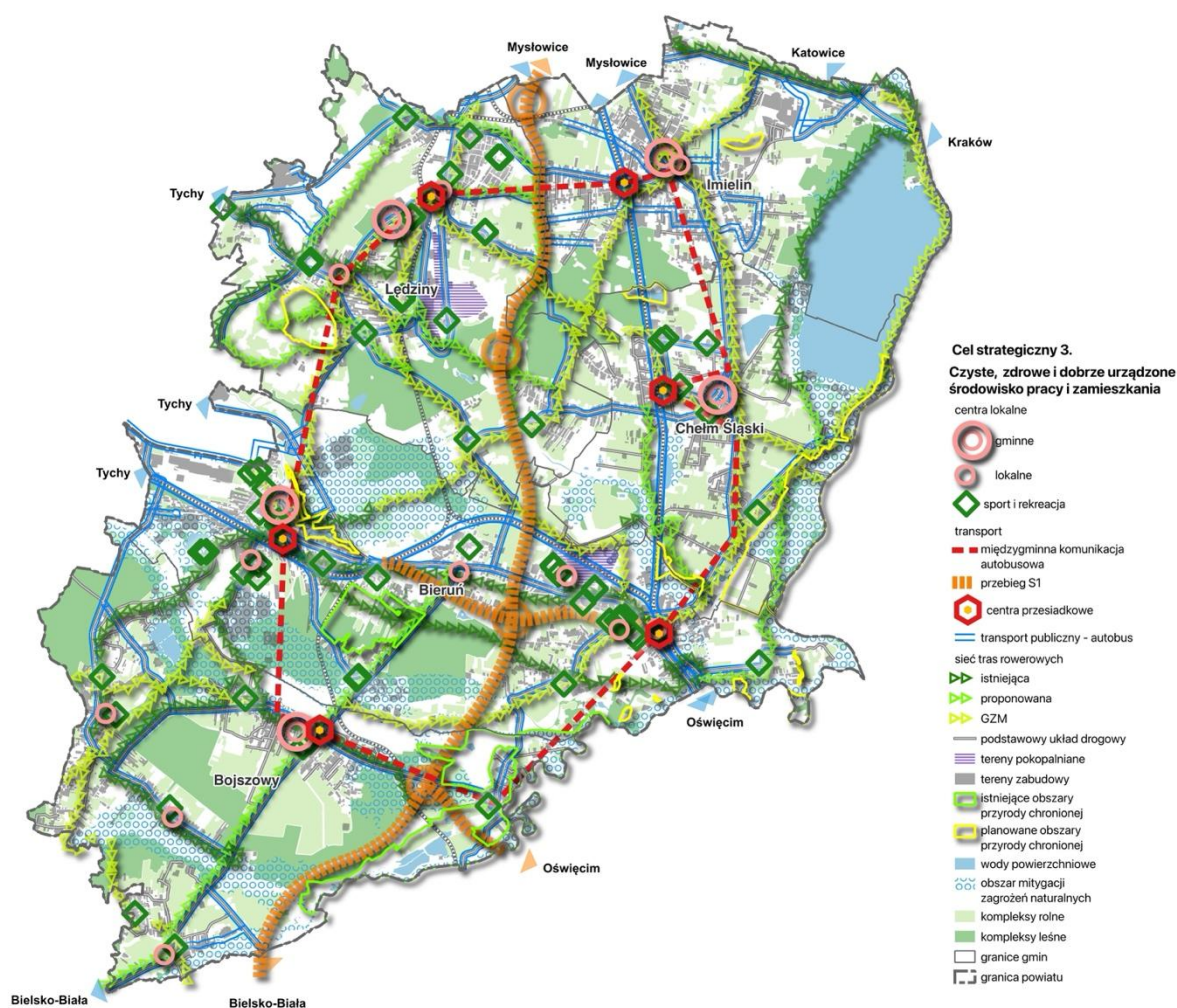 Mysłowice
Mysłowice
Katowice
Kraków
Tychy
Imielin
Lędziny
Tychy
Chełm Śląski
Tychy
Bieruń
Oświęcim
Bojszowy
Oświęcim
Bielsko-Biała
Bielsko-Biała
Cel strategiczny 3.
Czyste, zdrowe i dobrze urządzone
środowisko pracy i zamieszkania
centra lokalne
gminne
lokalne
sport i rekreacja
transport
międzygminna komunikacja
autobusowa
przebieg S1
centra przesiadkowe
transport publiczny - autobus
sieć tras rowerowych
istniejąca
proponowana
GZM
podstawowy układ drogowy
tereny pokopalniane
tereny zabudowy
istniejące obszary
przyrody chronionej
planowane obszary
przyrody chronionej
wody powierzchniowe
obszar mitygacji
zagrożeń naturalnych
kompleksy rolne
kompleksy leśne
granice gmin
granica powiatu